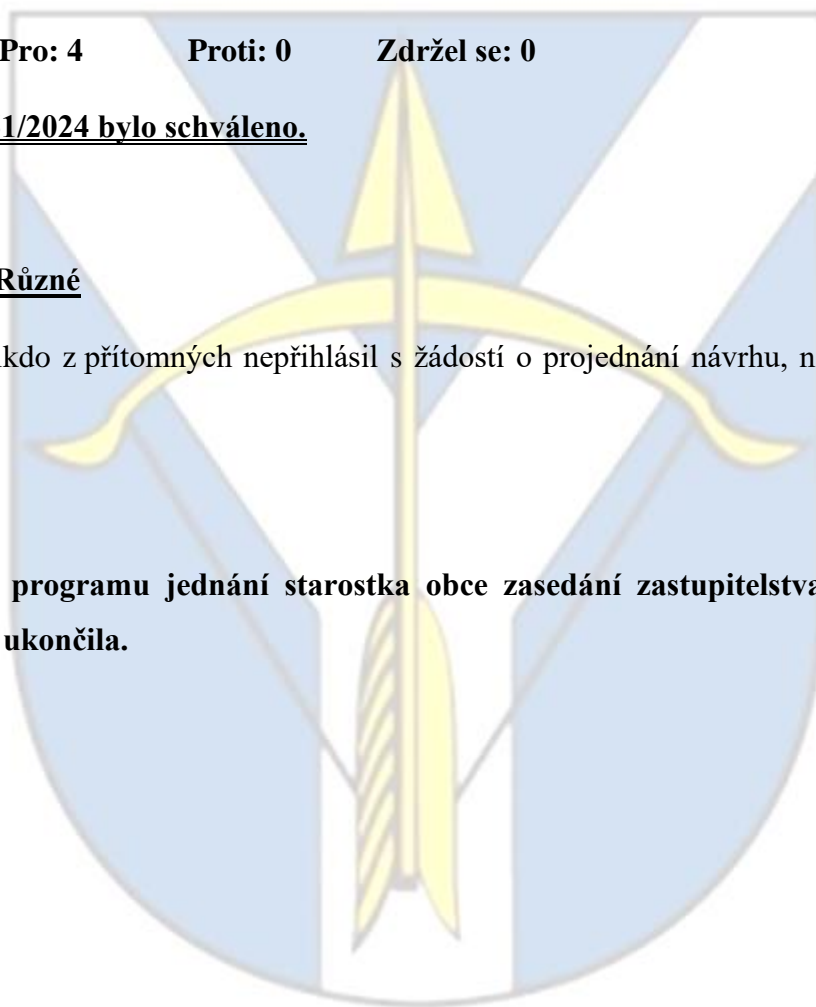 Pro: 4 Proti: 0 Zdržel se: 0
1/2024 bylo schváleno.
Různé
kdo z přítomných nepřihlásil s žádostí o projednání návrhu, n
programu jednání starostka obce zasedání zastupitelstva
ukončila.